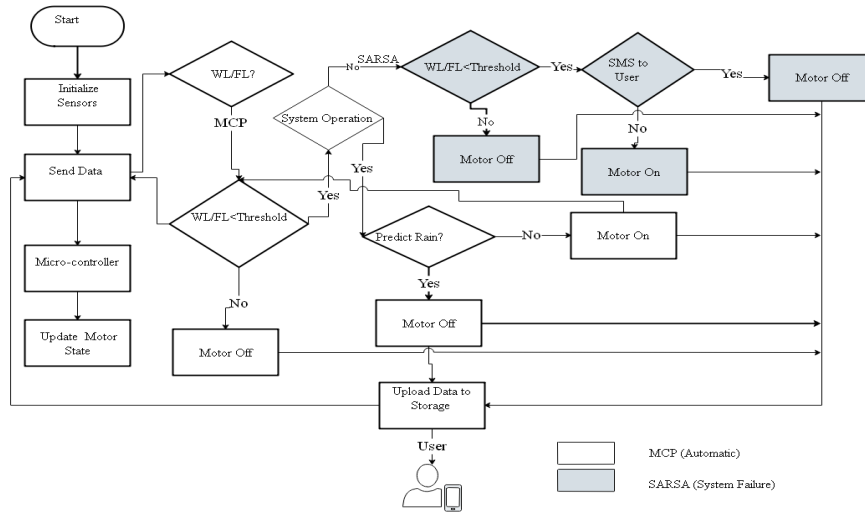 Start
Initialize
Sensors
Send Data
Micro-controller
Update Motor
State
WL/FL?
MCP
WL/FL<Threshold
No
Motor Off
Yes
System Operation
No
SARSA
Yes
WL/FL<Threshold
No
Motor Off
Yes
SMS to
User
No
Motor On
Yes
Motor Off
Predict Rain?
No
Motor On
Yes
Motor Off
Upload Data to
Storage
User
MCP (Automatic)
SARSA (System Failure)